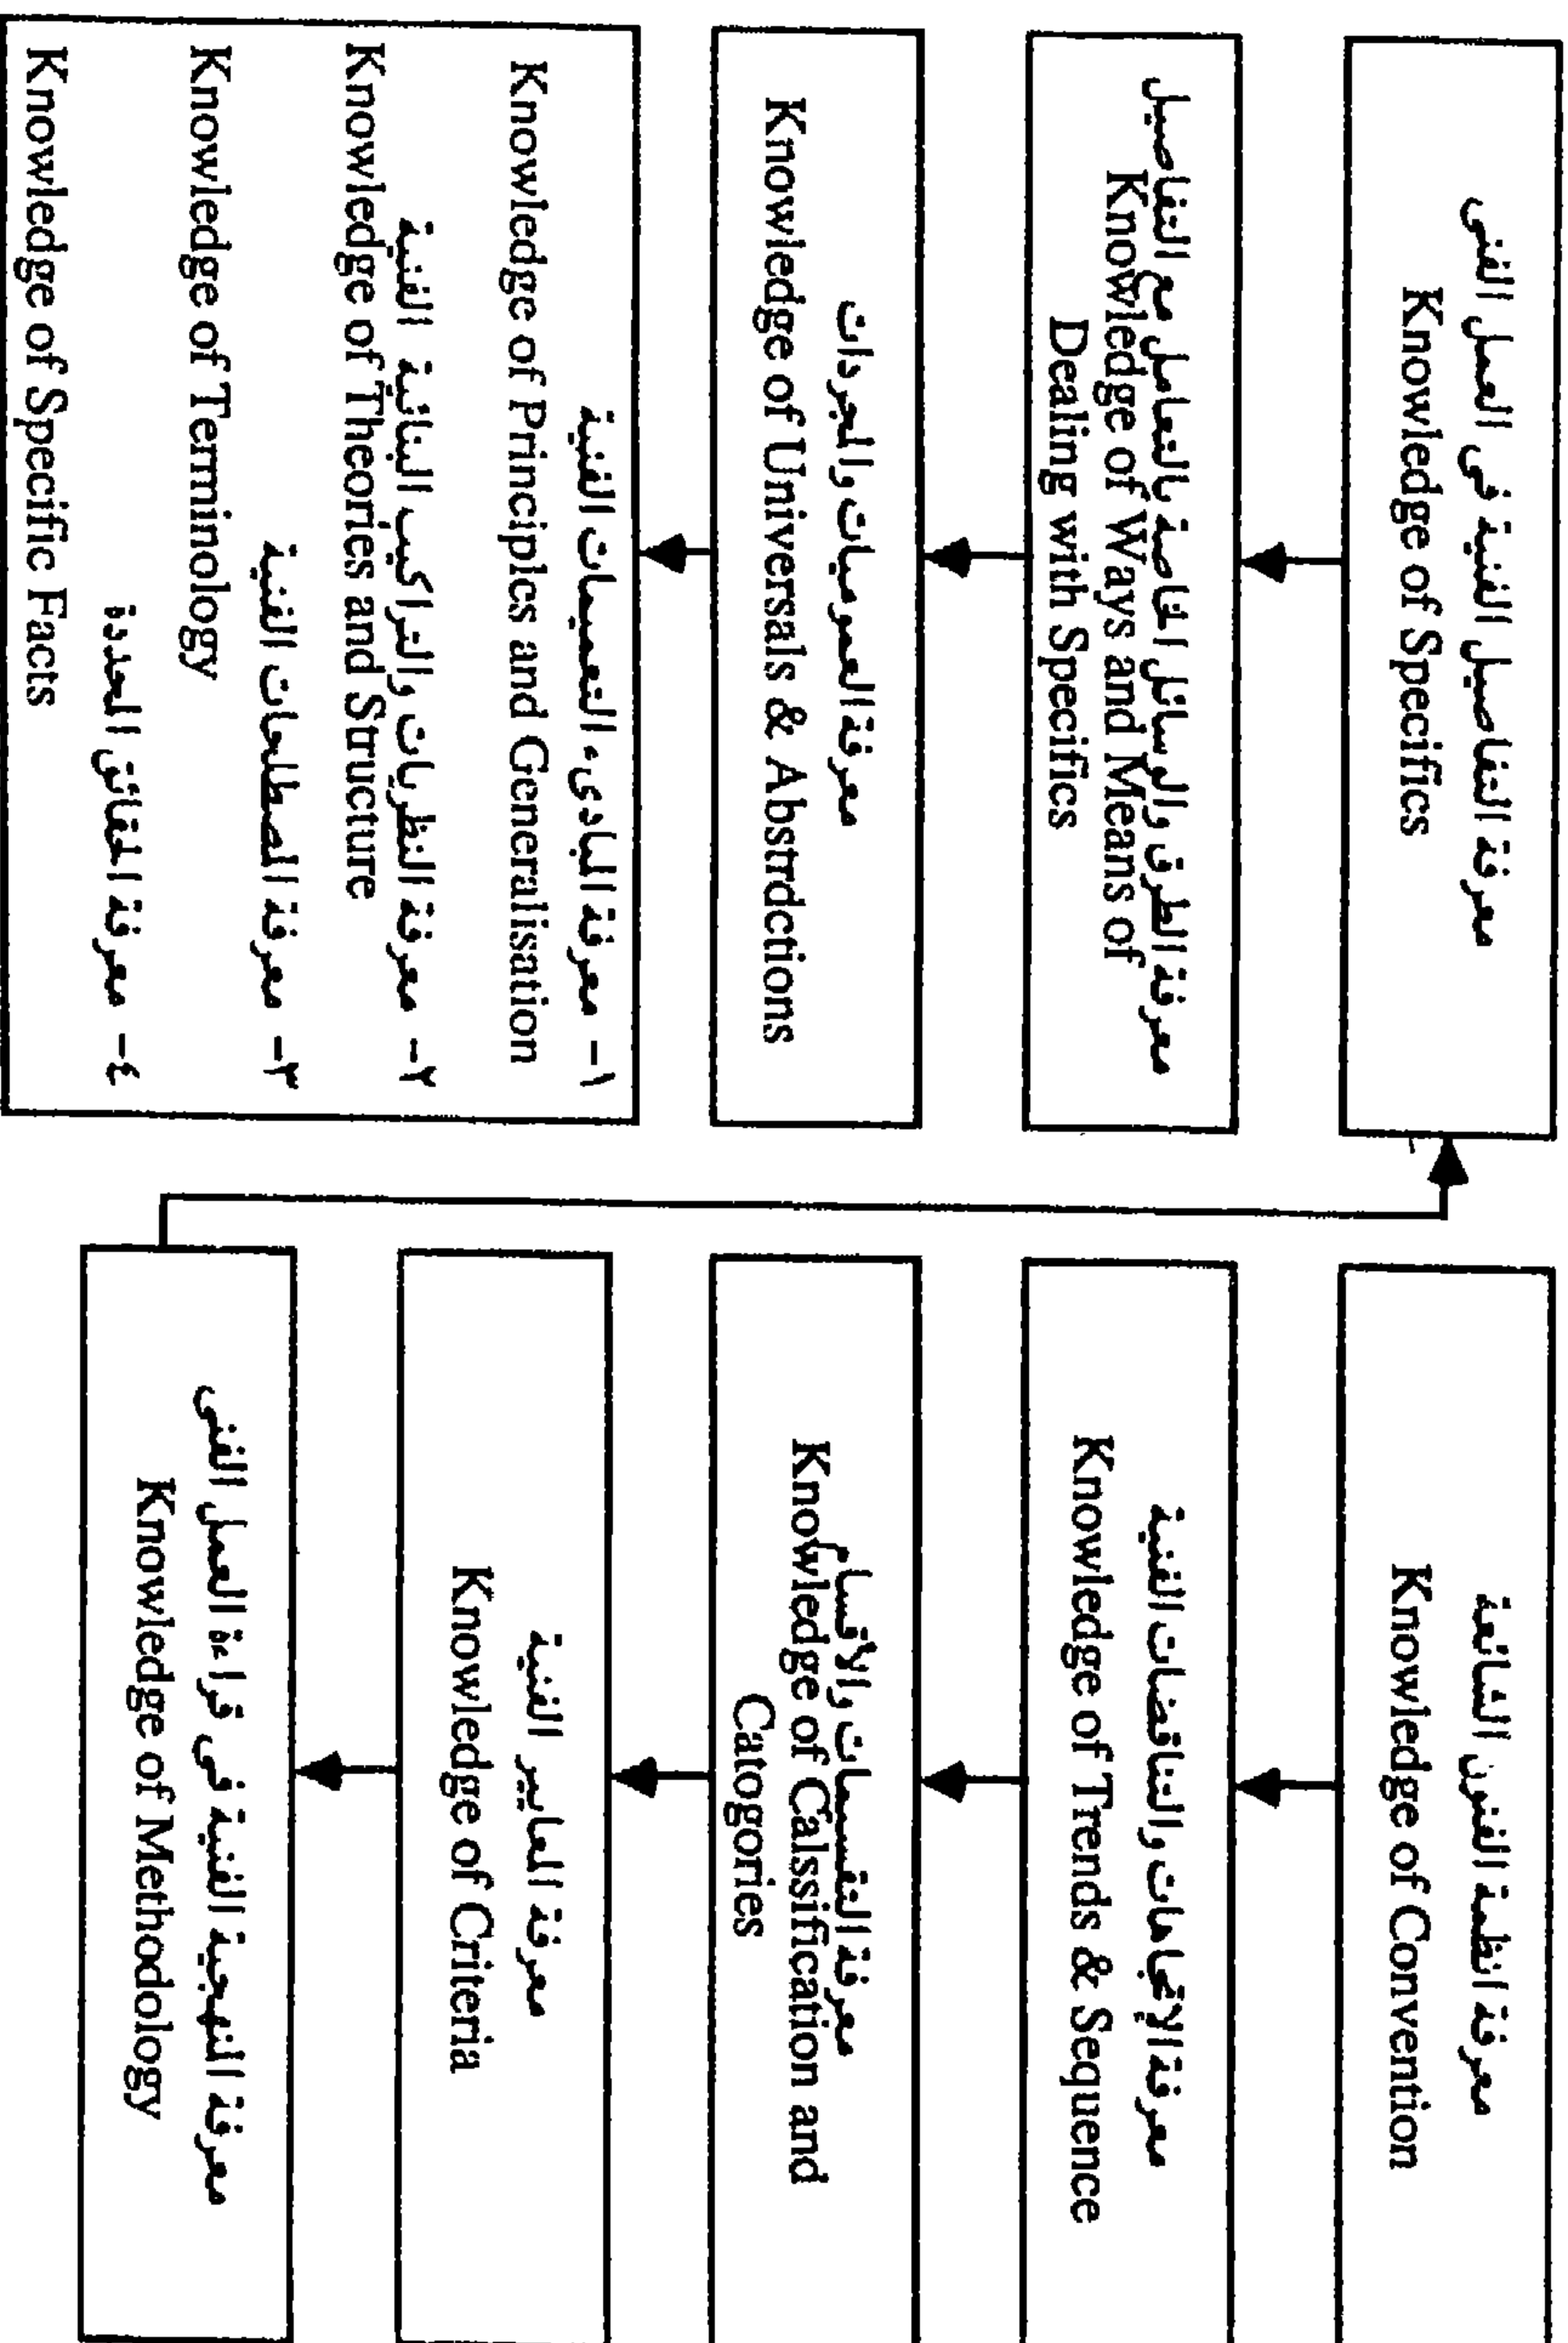 معرفة انظمة الفنون الشائعة
Knowledge of Convention
معرفة الإتجاهات والتناقضات الفنية
Knowledge of Trends & Sequence
معرفة التقسمات والأقسام
Knowledge of Calssification and
Catogories
معرفة المعايير الفنية
Knowledge of Criteria
معرفة المنهجية الفنية فى قراءة العمل الفنى
Knowledge of Methodology
معرفة التفاصيل الفنية فى العمل الفنى
Knowledge of Specifics
معرفة الطرق والوسائل الخاصة بالتعامل مع التفاصيل
Knowledge of Ways and Means of
Dealing with Specifics
معرفة العموميات والمجردات
Knowledge of Universals & Abstrdctions
١- معرفة المبادىء التعميمات الفنية
Knowledge of Principlcs and Generalisation
٢- معرفة النظريات والتراكيب البنائية الفنية
Knowledge of Theories and Structure
٣- معرفة المصطلحات الفنية
Knowledge of Terminology
٤- معرفة الحقائق المحددة
Knowledge of Specific Facts